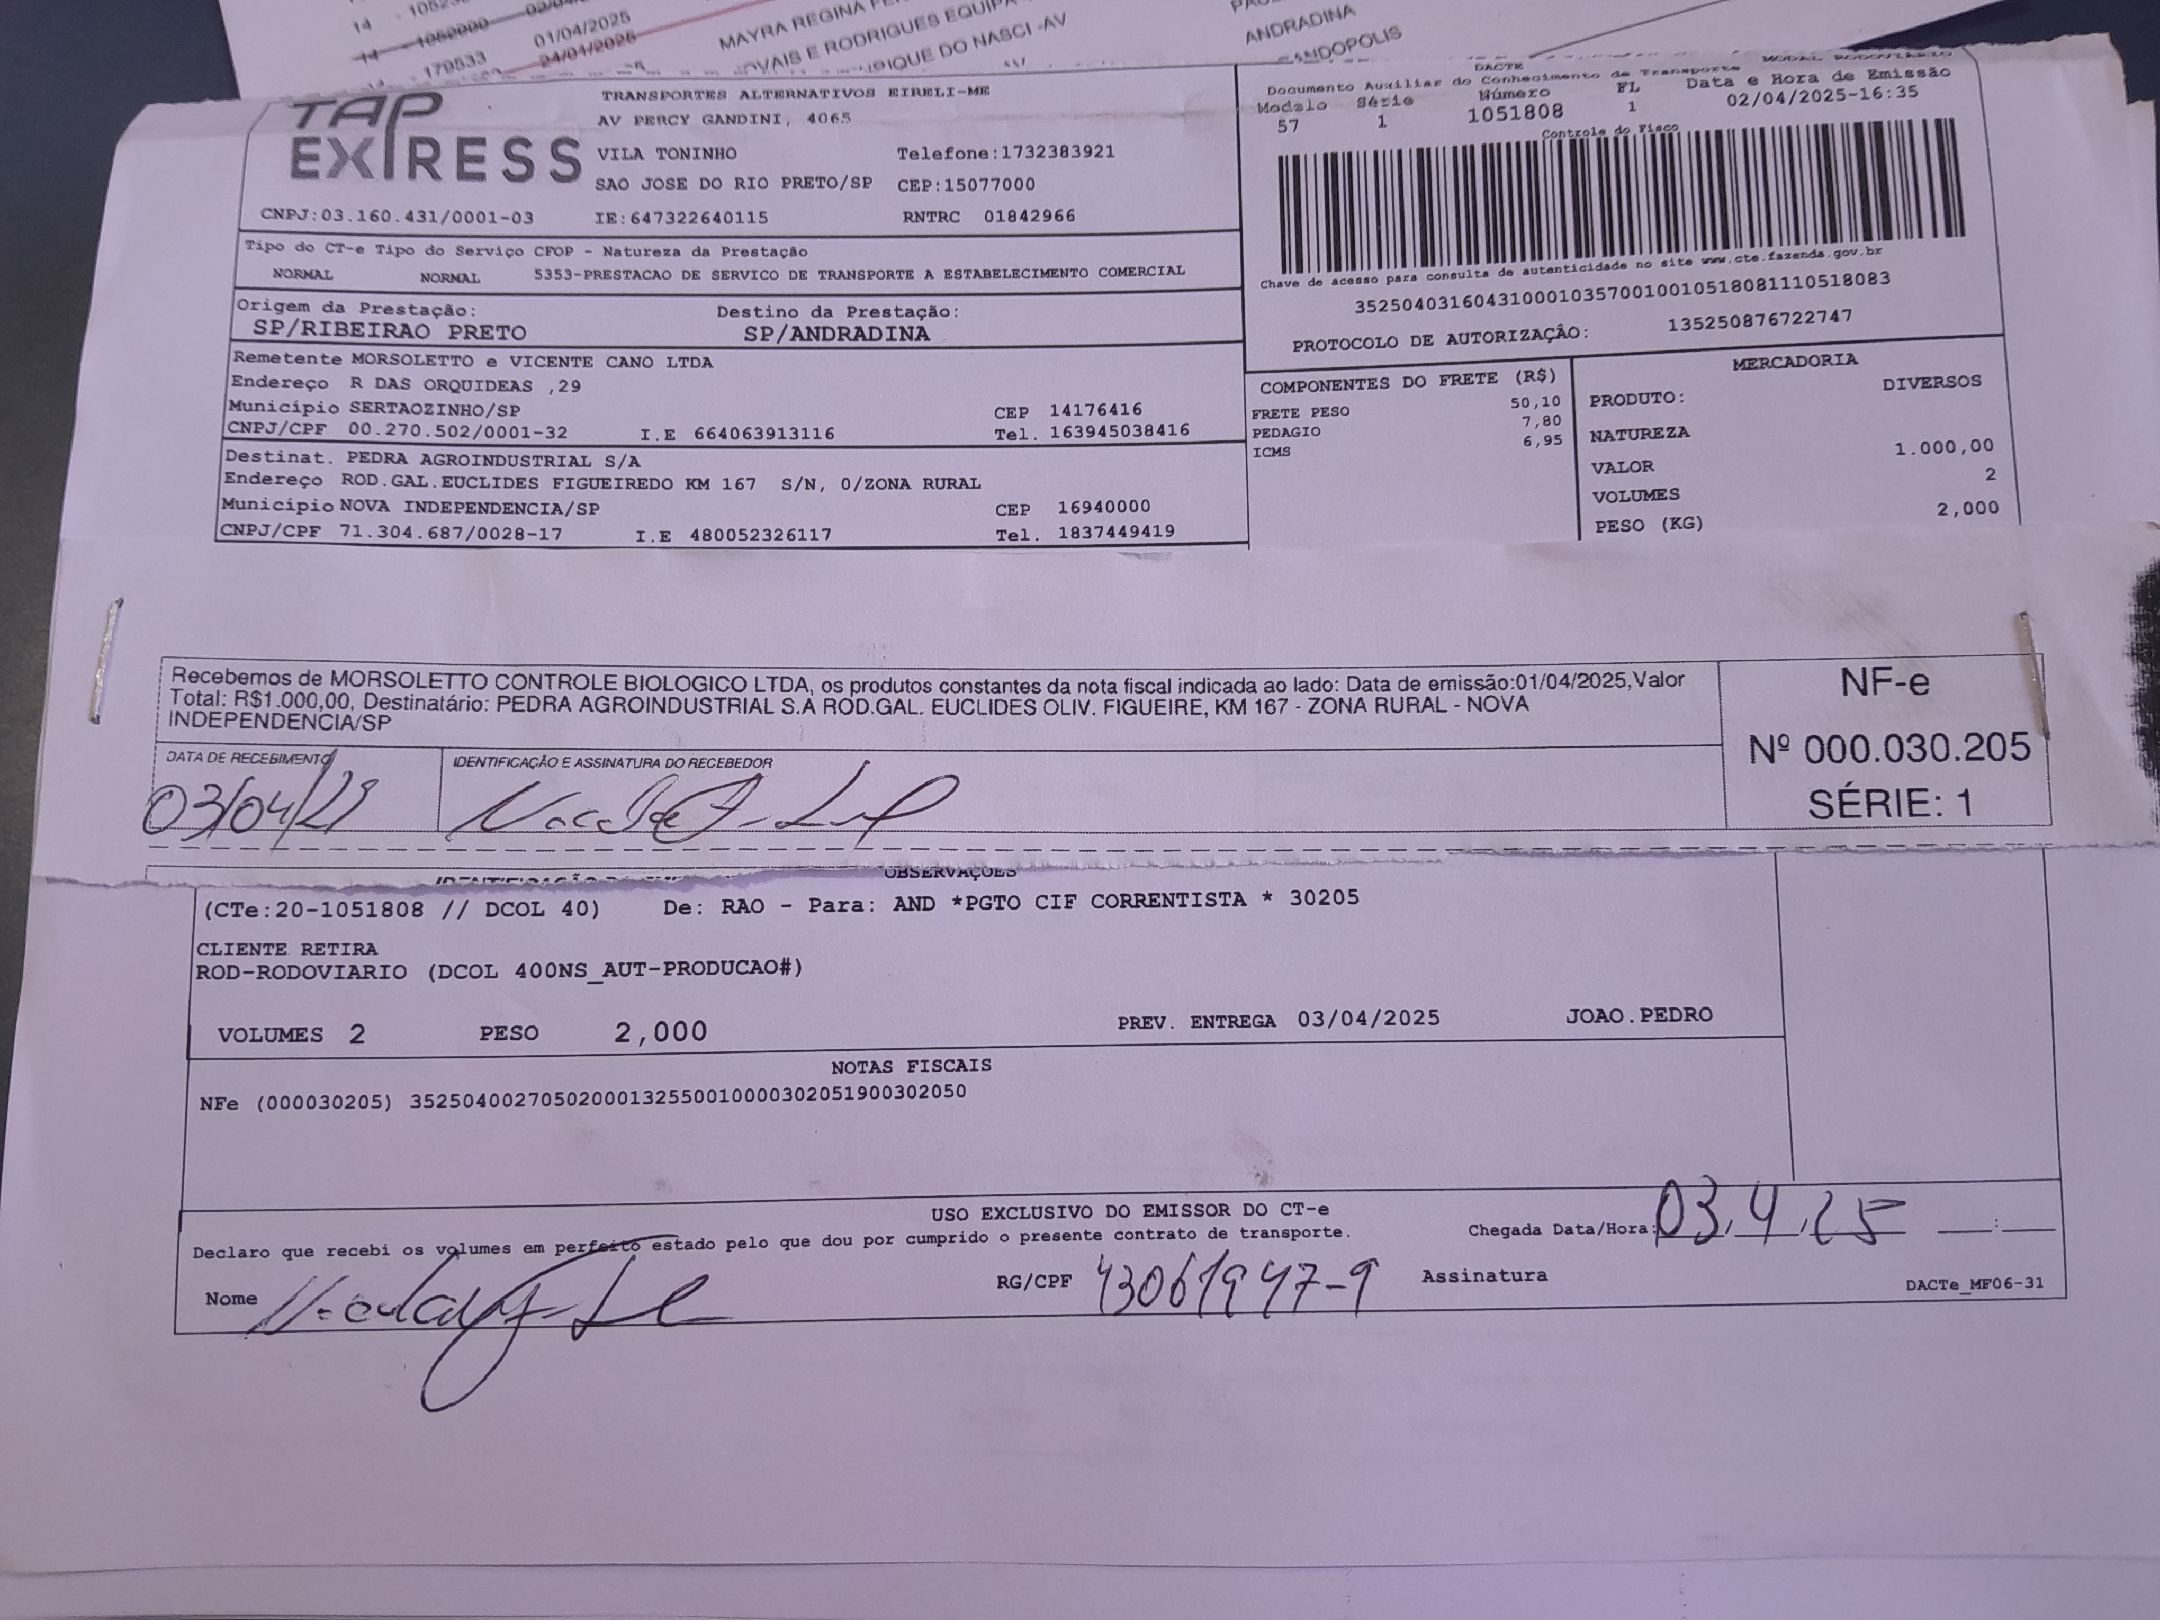 01/04/2025
179533
24/01/2025
MAYRA REGINA
NOVAIS E RODRIGUES
DO NASCI -AV
ANDRADINA
TAP EXPRESS
TRANSPORTES ALTERNATIVOS EIRELI-ME
AV PERCY GANDINI, 4065
VILA TONINHO Telefone:1732383921
SAO JOSE DO RIO PRETO/SP CEP:15077000
CNPJ:03.160.431/0001-03 IE:647322640115 RNTRC 01842966
DACTE
Documento Auxiliar do Conhecimento de Transporte
Modelo Série Número FL Data e Hora de Emissão
57 1 1051808 1 02/04/2025-16:35
Controle do Fisco
Chave de acesso para consulta de autenticidade no site www.cte.fazenda.gov.br
35250403160431000103570010010518081110518083
PROTOCOLO DE AUTORIZAÇÃO: 135250876722747
Tipo do CT-e Tipo do Serviço CFOP - Natureza da Prestação
NORMAL NORMAL 5353-PRESTACAO DE SERVICO DE TRANSPORTE A ESTABELECIMENTO COMERCIAL
Origem da Prestação: Destino da Prestação:
SP/RIBEIRAO PRETO SP/ANDRADINA
Remetente MORSOLETTO e VICENTE CANO LTDA
Endereço R DAS ORQUIDEAS ,29
Município SERTAOZINHO/SP CEP 14176416
CNPJ/CPF 00.270.502/0001-32 I.E 664063913116 Tel. 163945038416
Destinat. PEDRA AGROINDUSTRIAL S/A
Endereço ROD.GAL.EUCLIDES FIGUEIREDO KM 167 S/N, 0/ZONA RURAL
Município NOVA INDEPENDENCIA/SP CEP 16940000
CNPJ/CPF 71.304.687/0028-17 I.E 480052326117 Tel. 1837449419
COMPONENTES DO FRETE (R$)
FRETE PESO 50,10
PEDAGIO 7,80
ICMS 6,95
MERCADORIA
PRODUTO: DIVERSOS
NATUREZA
VALOR 1.000,00
VOLUMES 2
PESO (KG) 2,000
Recebemos de MORSOLETTO CONTROLE BIOLOGICO LTDA, os produtos constantes da nota fiscal indicada ao lado: Data de emissão:01/04/2025,Valor
Total: R$1.000,00, Destinatário: PEDRA AGROINDUSTRIAL S.A ROD.GAL. EUCLIDES OLIV. FIGUEIRE, KM 167 - ZONA RURAL - NOVA
INDEPENDENCIA/SP
DATA DE RECEBIMENTO IDENTIFICAÇÃO E ASSINATURA DO RECEBEDOR
03/04/25
NF-e
Nº 000.030.205
SÉRIE: 1
OBSERVAÇOES
(CTe:20-1051808 // DCOL 40) De: RAO - Para: AND *PGTO CIF CORRENTISTA * 30205
CLIENTE RETIRA
ROD-RODOVIARIO (DCOL 400NS_AUT-PRODUCAO#)
VOLUMES 2 PESO 2,000 PREV. ENTREGA 03/04/2025 JOAO.PEDRO
NOTAS FISCAIS
NFe (000030205) 35250400270502000132550010000302051900302050
USO EXCLUSIVO DO EMISSOR DO CT-e
Declaro que recebi os volumes em perfeito estado pelo que dou por cumprido o presente contrato de transporte. Chegada Data/Hora: 03.4.25 __:__
Nome RG/CPF 43061947-9 Assinatura
DACTe_MF06-31